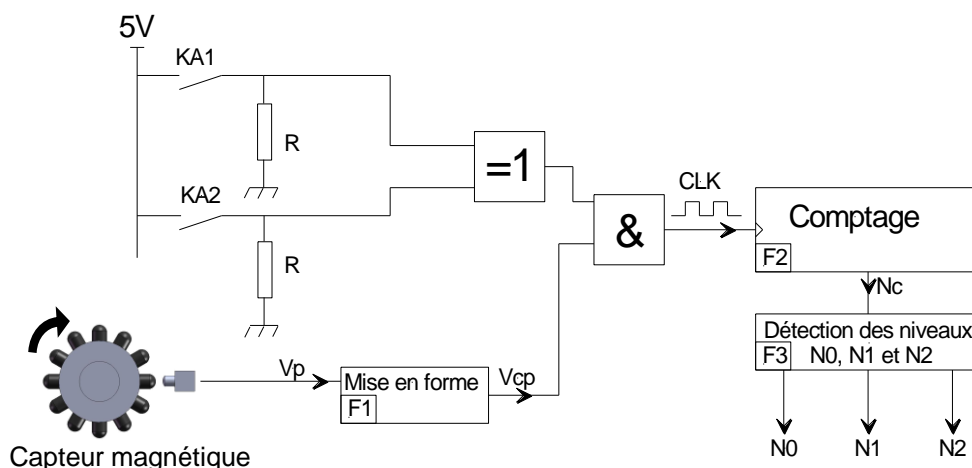 5V
KA1
R
=1
KA2
CLK
Comptage
&
F2
R
Nc
Détection des niveaux
F3 N0, N1 et N2
Vp
Mise en forme
Vcp
F1
N0
N1
N2
Capteur magnétique